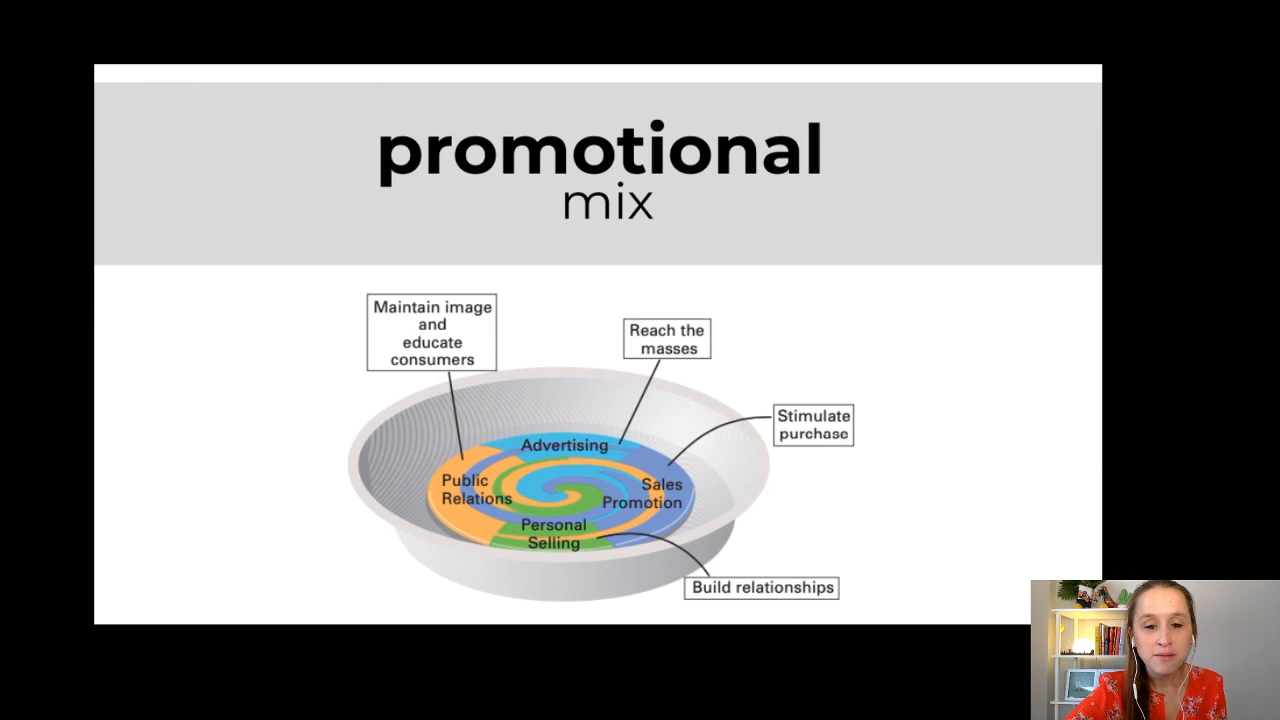 promotional
mix
Maintain image
and
educate
consumers
Reach the
masses
Stimulate
purchase
Advertising
Public
Relations
Sales
Promotion
Personal
Selling
Build relationships